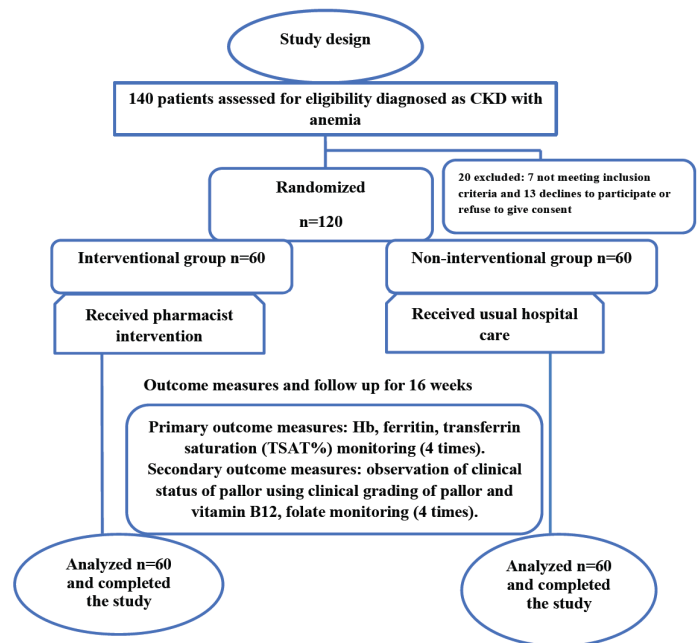 Study design
140 patients assessed for eligibility diagnosed as CKD with
anemia
20 excluded: 7 not meeting inclusion
criteria and 13 declines to participate or
refuse to give consent
Randomized
n=120
Interventional group n=60
Non-interventional group n=60
Received pharmacist
intervention
Received usual hospital
care
Outcome measures and follow up for 16 weeks
Primary outcome measures: Hb, ferritin, transferrin
saturation (TSAT%) monitoring (4 times).
Secondary outcome measures: observation of clinical
status of pallor using clinical grading of pallor and
vitamin B12, folate monitoring (4 times).
Analyzed n=60
and completed
the study
Analyzed n=60
and completed
the study